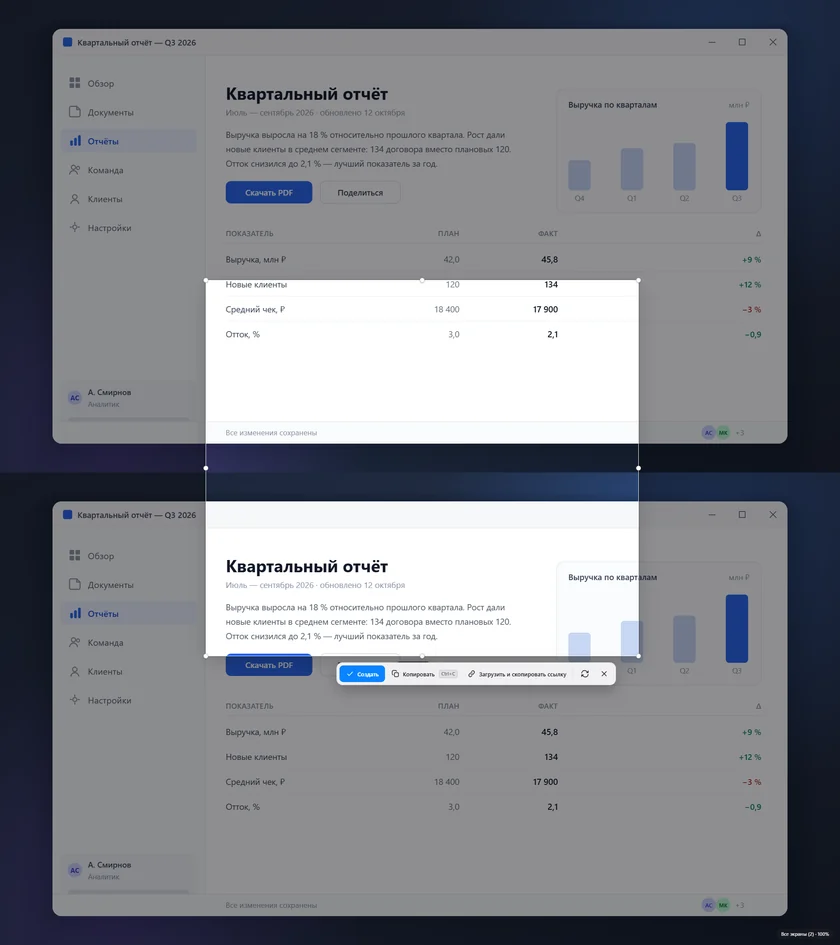 Квартальный отчёт — Q3 2026
Обзор
Документы
Отчёты
Команда
Клиенты
Настройки
АС
А. Смирнов
Аналитик
Квартальный отчёт
Июль — сентябрь 2026 · обновлено 12 октября
Выручка выросла на 18 % относительно прошлого квартала. Рост дали
новые клиенты в среднем сегменте: 134 договора вместо плановых 120.
Отток снизился до 2,1 % — лучший показатель за год.
Скачать PDF
Поделиться
Выручка по кварталам
млн ₽
Q4 Q1 Q2 Q3
ПОКАЗАТЕЛЬ ПЛАН ФАКТ Δ
Выручка, млн ₽ 42,0 45,8 +9 %
Новые клиенты 120 134 +12 %
Средний чек, ₽ 18 400 17 900 −3 %
Отток, % 3,0 2,1 −0,9
Все изменения сохранены
АС МК +3
Квартальный отчёт — Q3 2026
Обзор
Документы
Отчёты
Команда
Клиенты
Настройки
АС
А. Смирнов
Аналитик
Квартальный отчёт
Июль — сентябрь 2026 · обновлено 12 октября
Выручка выросла на 18 % относительно прошлого квартала. Рост дали
новые клиенты в среднем сегменте: 134 договора вместо плановых 120.
Отток снизился до 2,1 % — лучший показатель за год.
Скачать PDF
Выручка по кварталам
млн ₽
Q1 Q2 Q3
Создать
Копировать Ctrl+C
Загрузить и скопировать ссылку
ПОКАЗАТЕЛЬ ПЛАН ФАКТ Δ
Выручка, млн ₽ 42,0 45,8 +9 %
Новые клиенты 120 134 +12 %
Средний чек, ₽ 18 400 17 900 −3 %
Отток, % 3,0 2,1 −0,9
Все изменения сохранены
АС МК +3
Все экраны (2) · 100%